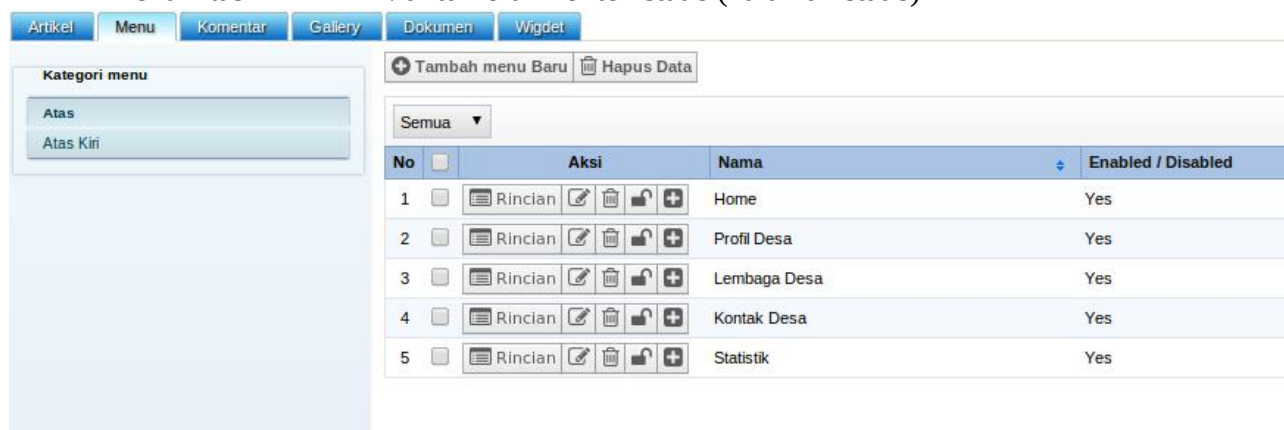 Artikel Menu Komentar Gallery Dokumen Wigdet
Kategori menu
Atas
Atas Kiri
Tambah menu Baru Hapus Data
Semua
No Aksi Nama Enabled / Disabled
1 Rincian Home Yes
2 Rincian Profil Desa Yes
3 Rincian Lembaga Desa Yes
4 Rincian Kontak Desa Yes
5 Rincian Statistik Yes